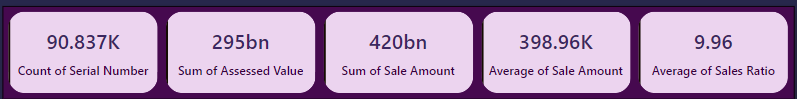 90.837K
Count of Serial Number
295bn
Sum of Assessed Value
420bn
Sum of Sale Amount
398.96K
Average of Sale Amount
9.96
Average of Sales Ratio